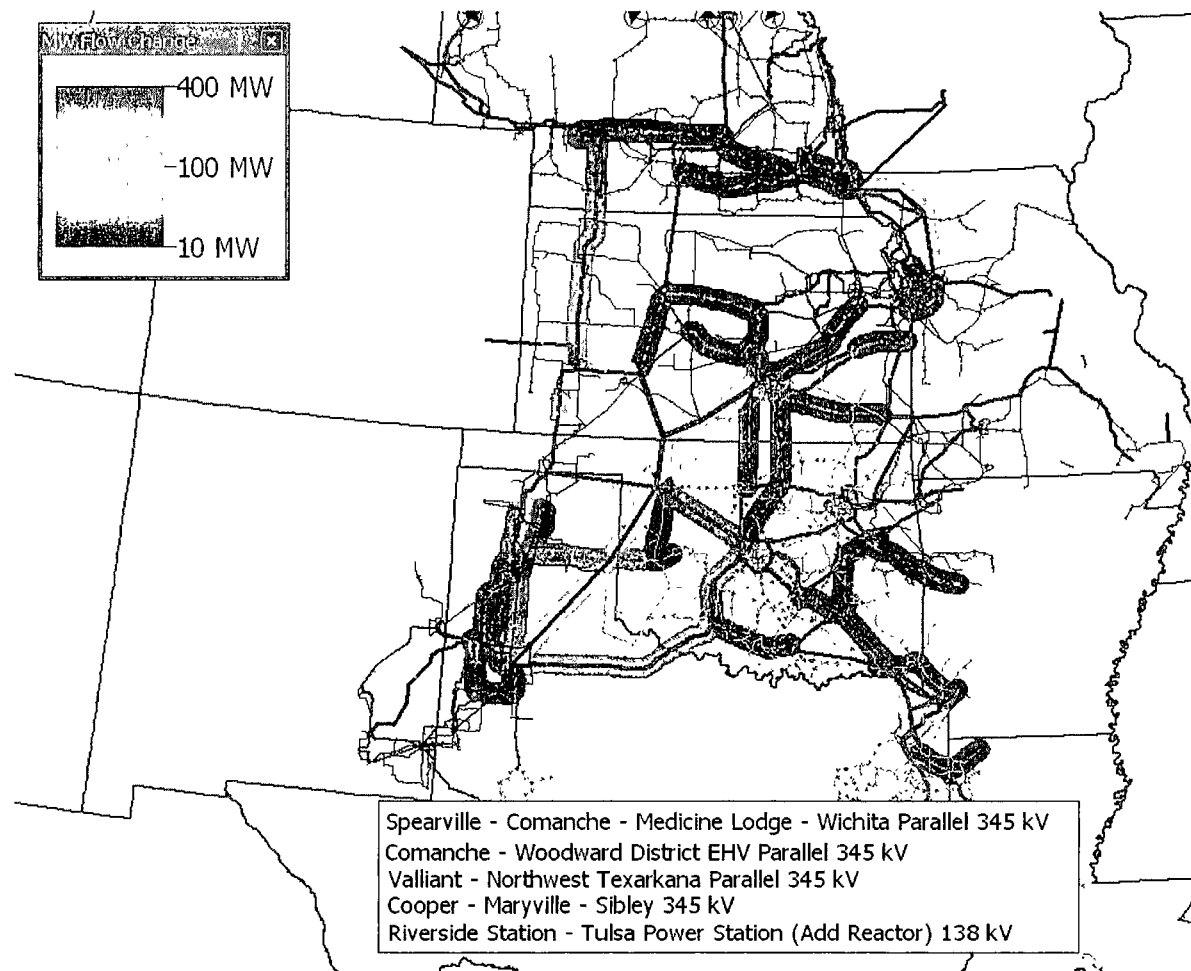 MW Flow Change
400 MW
100 MW
10 MW
Spearville - Comanche - Medicine Lodge - Wichita Parallel 345 kV
Comanche - Woodward District EHV Parallel 345 kV
Valliant - Northwest Texarkana Parallel 345 kV
Cooper - Maryville - Sibley 345 kV
Riverside Station - Tulsa Power Station (Add Reactor) 138 kV